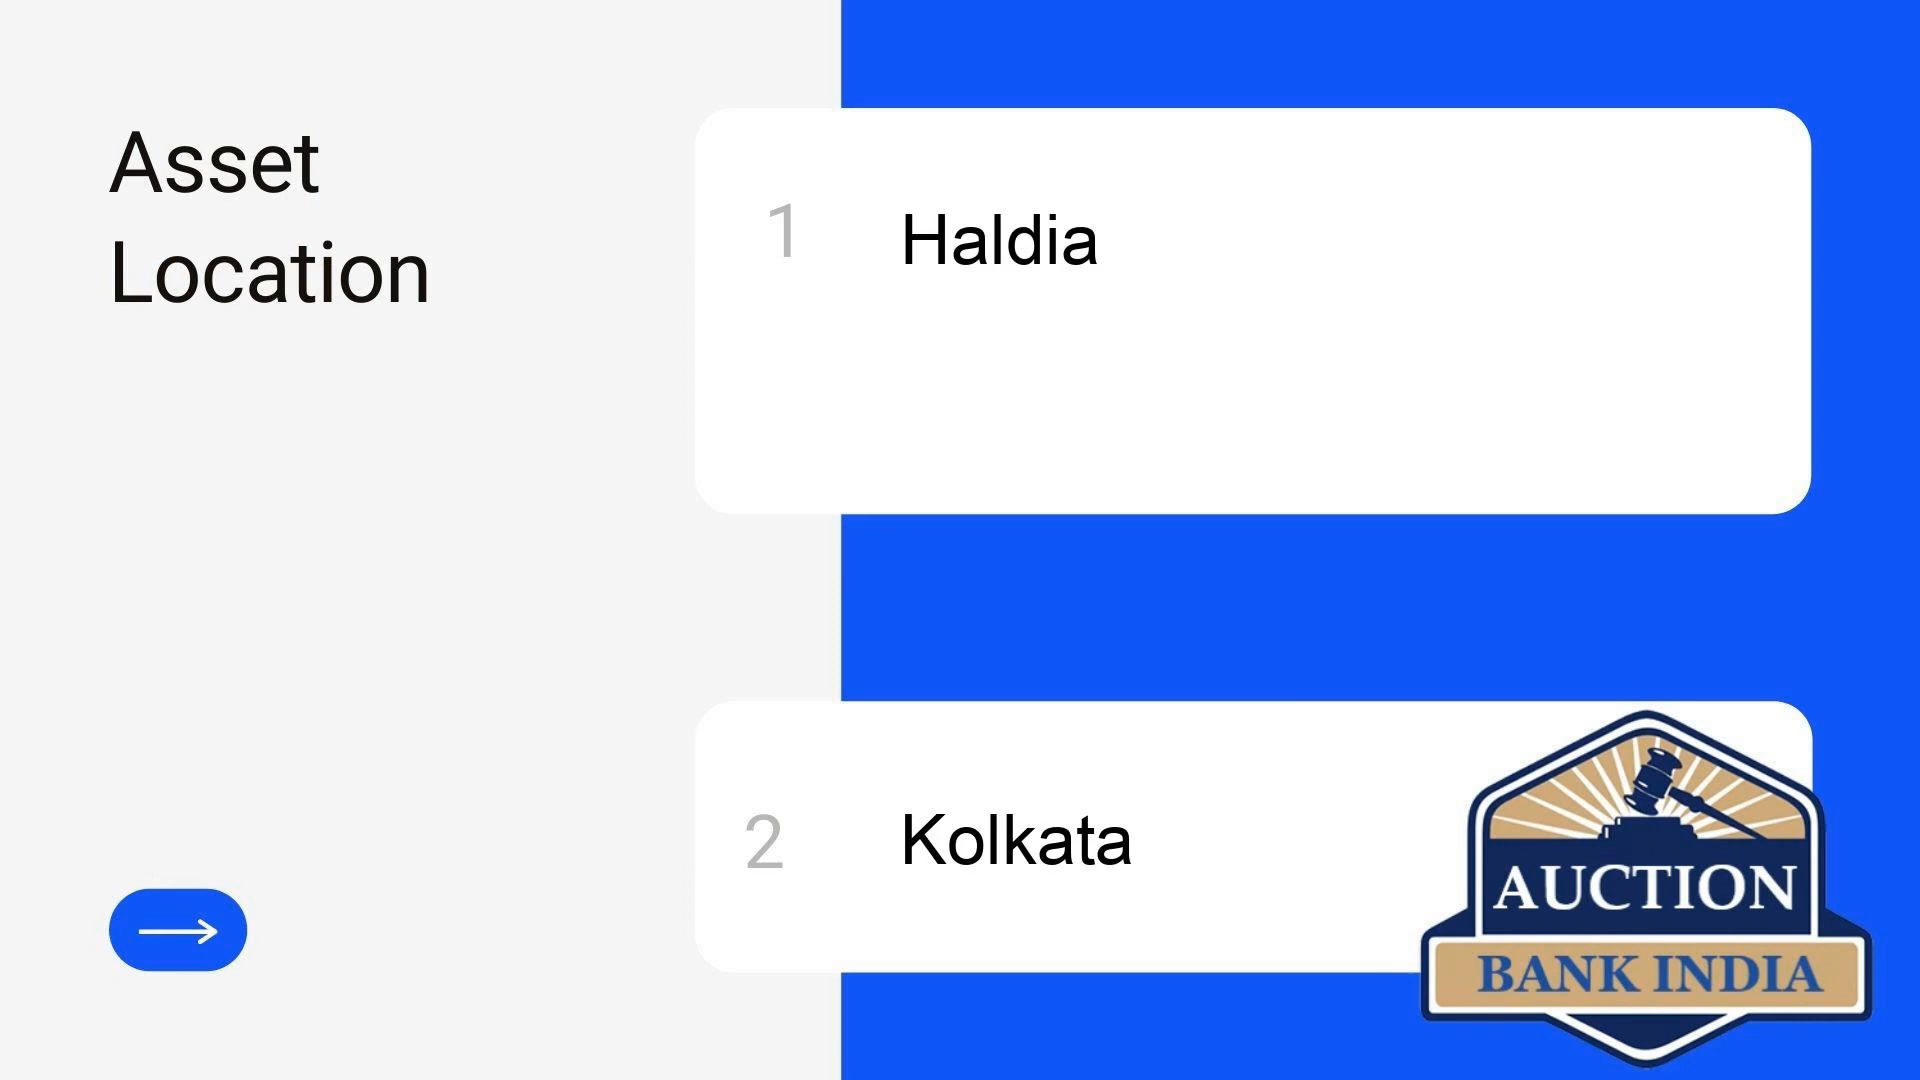 Asset
Location
1
Haldia
2
Kolkata
AUCTION
BANK INDIA